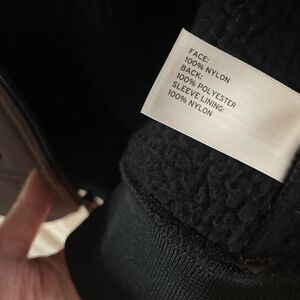 FACE:
100% NYLON
BACK:
100% POLYESTER
SLEEVE LINING:
100% NYLON